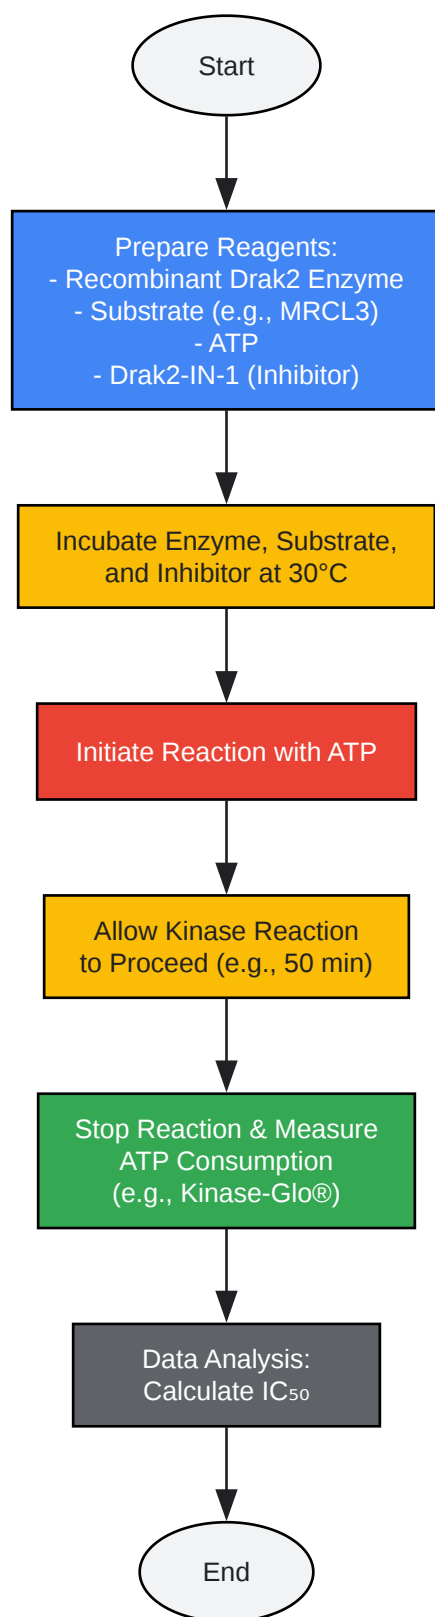 Start
Prepare Reagents:
- Recombinant Drak2 Enzyme
- Substrate (e.g., MRCL3)
- ATP
- Drak2-IN-1 (Inhibitor)
Incubate Enzyme, Substrate,
and Inhibitor at 30°C
Initiate Reaction with ATP
Allow Kinase Reaction
to Proceed (e.g., 50 min)
Stop Reaction & Measure
ATP Consumption
(e.g., Kinase-Glo®)
Data Analysis:
Calculate IC₅₀
End